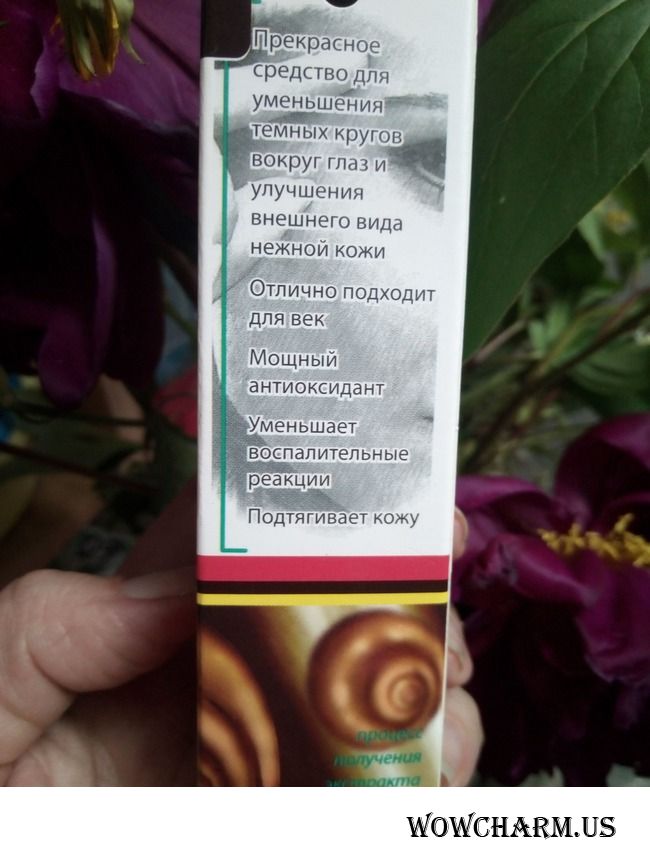 Прекрасное
средство для
уменьшения
темных кругов
вокруг глаз и
улучшения
внешнего вида
нежной кожи
Отлично подходит
для век
Мощный
антиоксидант
Уменьшает
воспалительные
реакции
Подтягивает кожу
процесс
получения
экстракта
WOWCHARM.US